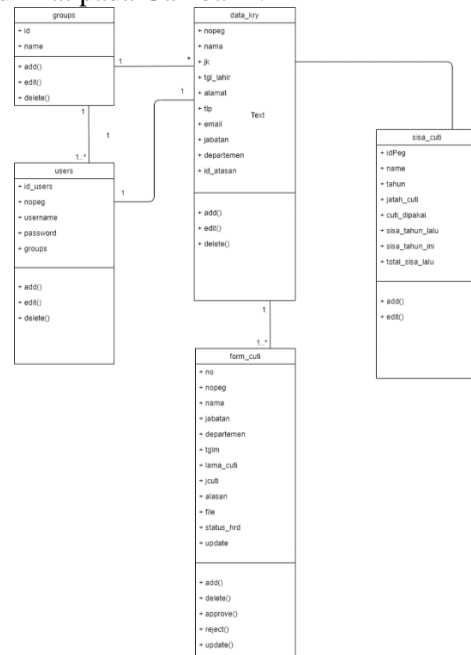 groups
+ id
+ name
+ add()
+ edit()
+ delete()
1
*
1
1
1
1..*
users
+ id_users
+ nopeg
+ username
+ password
+ groups
+ add()
+ edit()
+ delete()
1
data_kry
+ nopeg
+ nama
+ jk
+ tgl_lahir
+ alamat
+ tlp
Text
+ email
+ jabatan
+ departemen
+ id_atasan
+ add()
+ edit()
+ delete()
1
1..*
sisa_cuti
+ idPeg
+ name
+ tahun
+ jatah_cuti
+ cuti_dipakai
+ sisa_tahun_lalu
+ sisa_tahun_ini
+ total_sisa_lalu
+ add()
+ edit()
form_cuti
+ no
+ nopeg
+ nama
+ jabatan
+ departemen
+ tglm
+ lama_cuti
+ jcuti
+ alasan
+ file
+ status_hrd
+ update
+ add()
+ delete()
+ approve()
+ reject()
+ update()